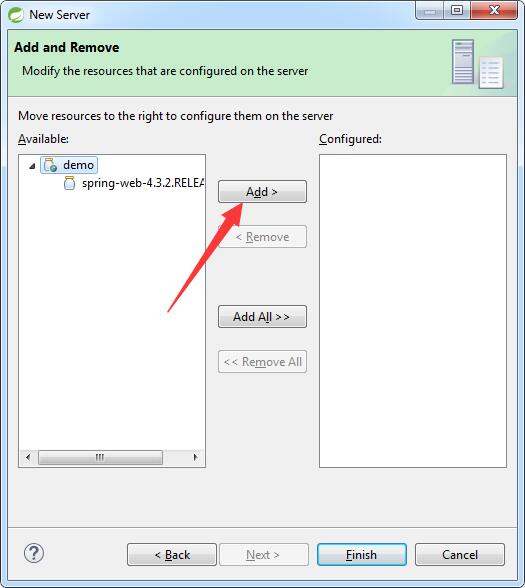 New Server
Add and Remove
Modify the resources that are configured on the server
Move resources to the right to configure them on the server
Available:
Configured:
demo
spring-web-4.3.2.RELEA
Add >
< Remove
Add All >>
<< Remove All
?
< Back
Next >
Finish
Cancel